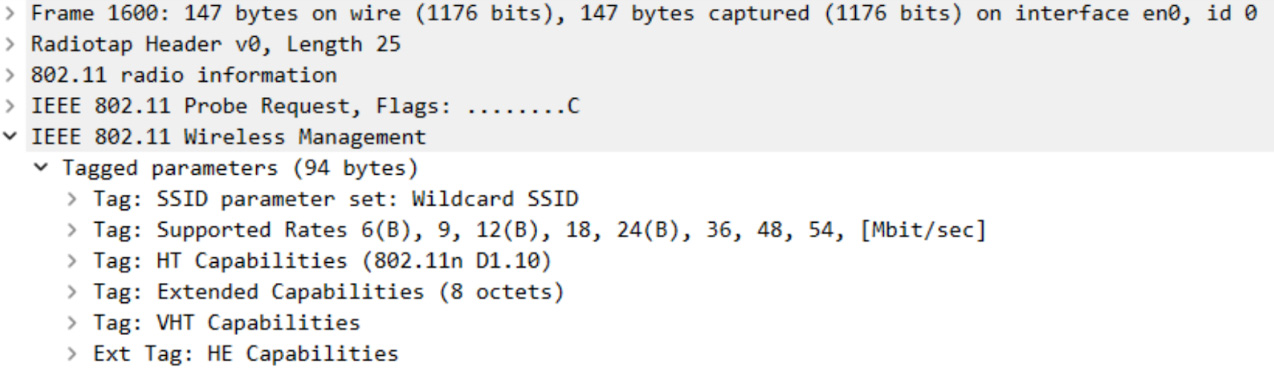 Frame 1600: 147 bytes on wire (1176 bits), 147 bytes captured (1176 bits) on interface en0, id 0
Radiotap Header v0, Length 25
802.11 radio information
IEEE 802.11 Probe Request, Flags: ........C
IEEE 802.11 Wireless Management
Tagged parameters (94 bytes)
Tag: SSID parameter set: Wildcard SSID
Tag: Supported Rates 6(B), 9, 12(B), 18, 24(B), 36, 48, 54, [Mbit/sec]
Tag: HT Capabilities (802.11n D1.10)
Tag: Extended Capabilities (8 octets)
Tag: VHT Capabilities
Ext Tag: HE Capabilities